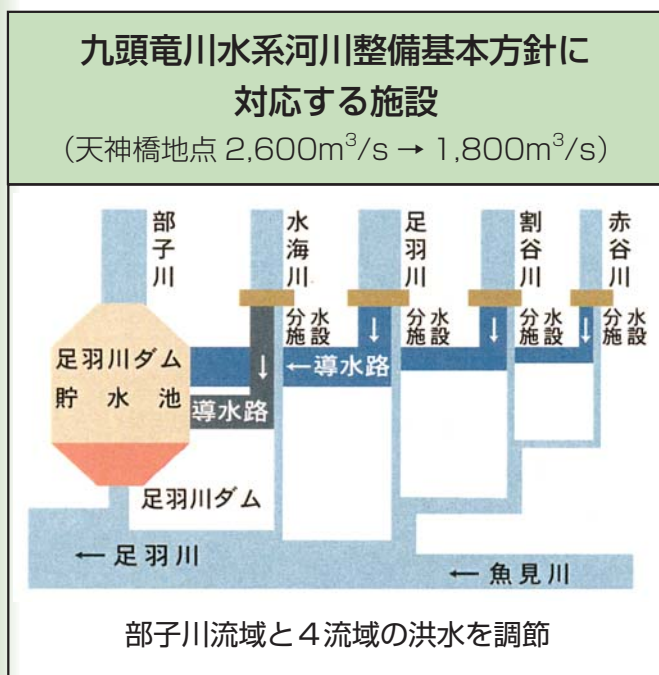 九頭竜川水系河川整備基本方針に
対応する施設
（天神橋地点 2,600m³/s → 1,800m³/s）
部子川
水海川
足羽川
割谷川
赤谷川
分水施設
分水施設
分水施設
分水施設
足羽川ダム
貯水池
↓
↓
↓
↓
←導水路
導水路
足羽川ダム
← 足羽川
← 魚見川
部子川流域と４流域の洪水を調節